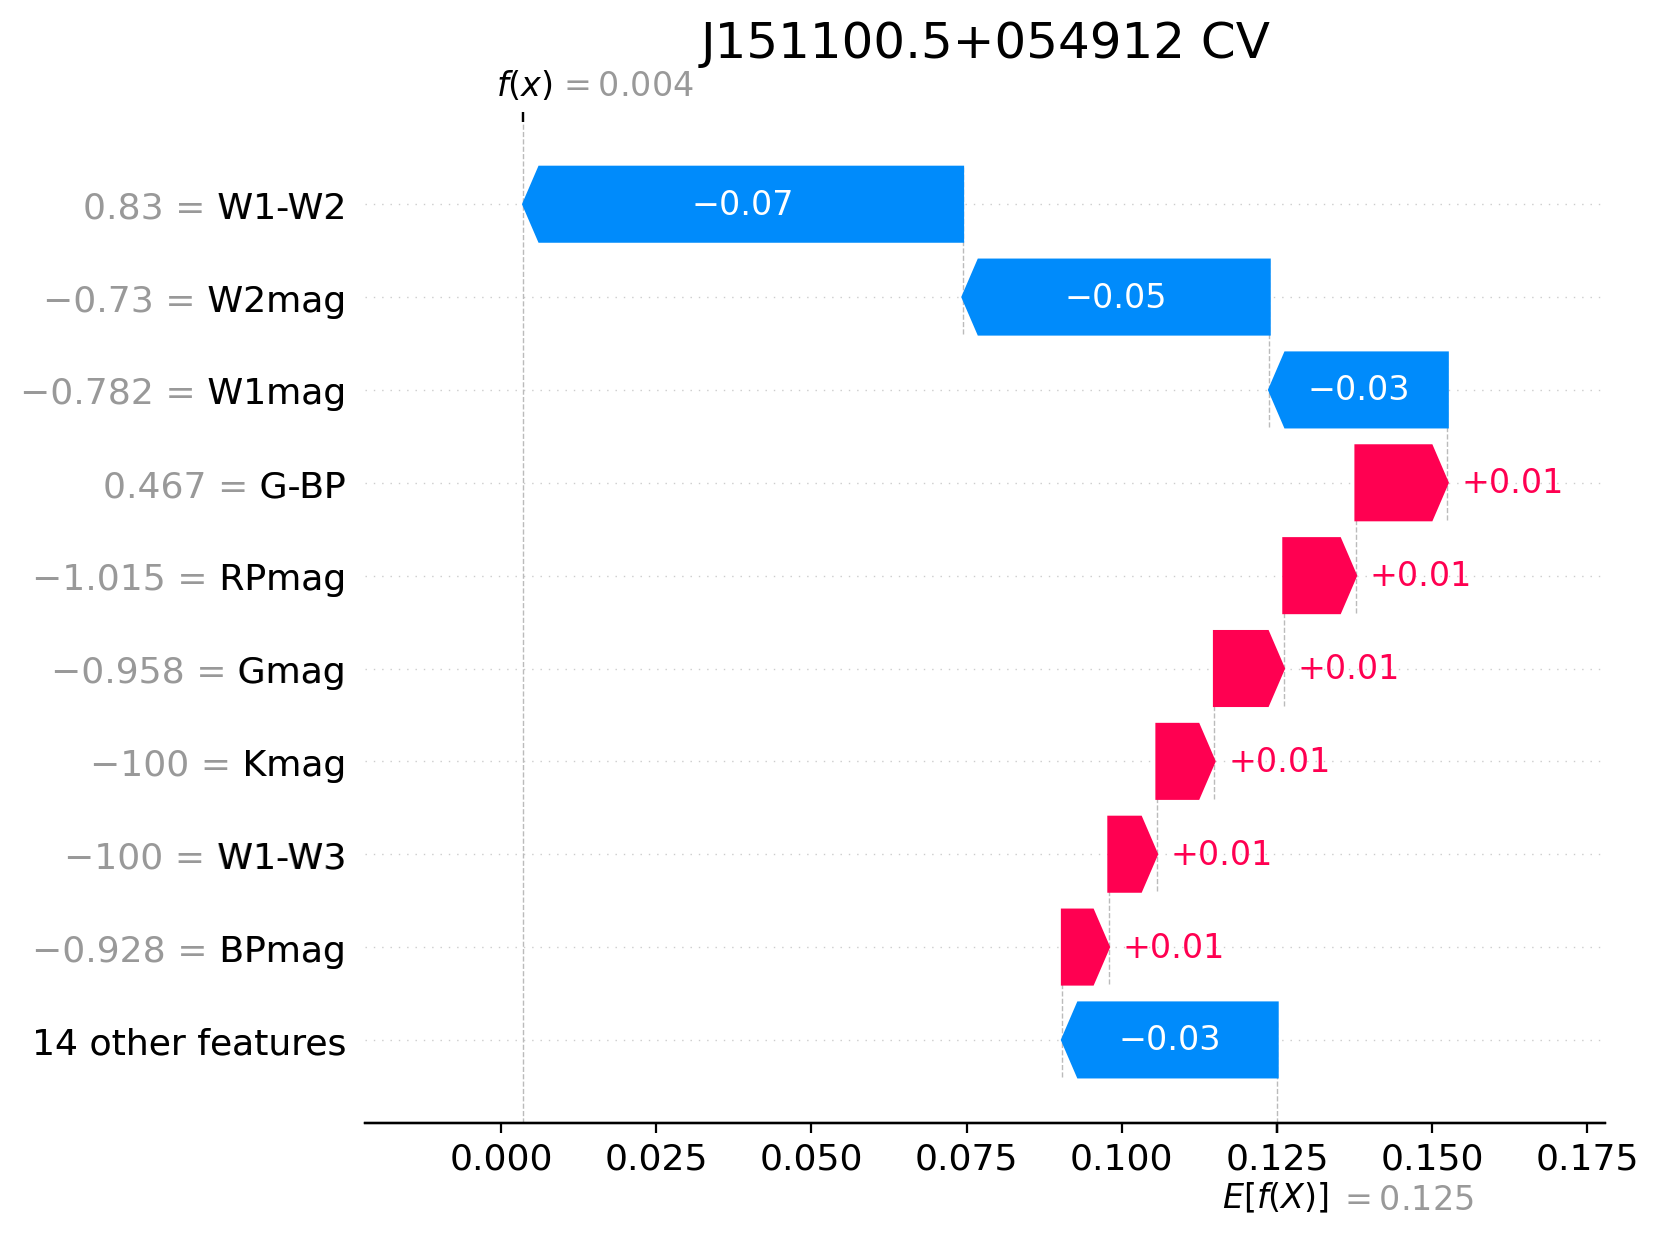 J151100.5+054912 CV
f(x) = 0.004
0.83 = W1-W2
−0.07
−0.73 = W2mag
−0.05
−0.782 = W1mag
−0.03
0.467 = G-BP
+0.01
−1.015 = RPmag
+0.01
−0.958 = Gmag
+0.01
−100 = Kmag
+0.01
−100 = W1-W3
+0.01
−0.928 = BPmag
+0.01
14 other features
−0.03
0.000 0.025 0.050 0.075 0.100 0.125 0.150 0.175
E[f(X)] = 0.125